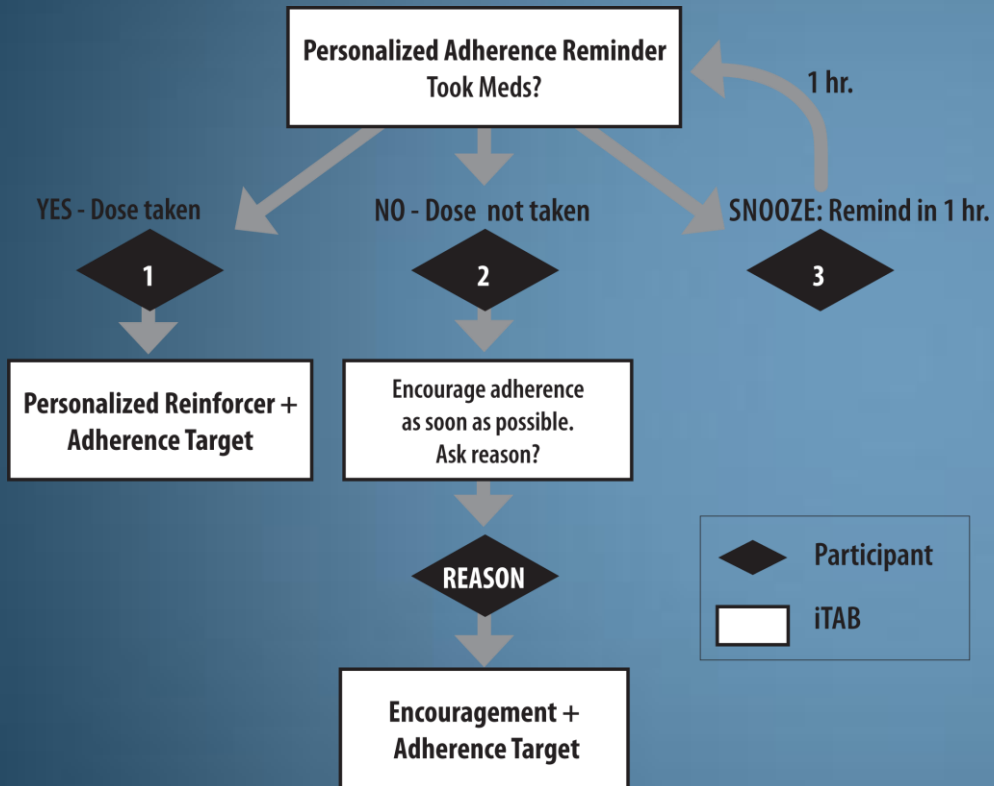 Personalized Adherence Reminder
Took Meds?
1 hr.
YES - Dose taken
NO - Dose not taken
SNOOZE: Remind in 1 hr.
1
2
3
Personalized Reinforcer +
Adherence Target
Encourage adherence
as soon as possible.
Ask reason?
REASON
Participant
iTAB
Encouragement +
Adherence Target